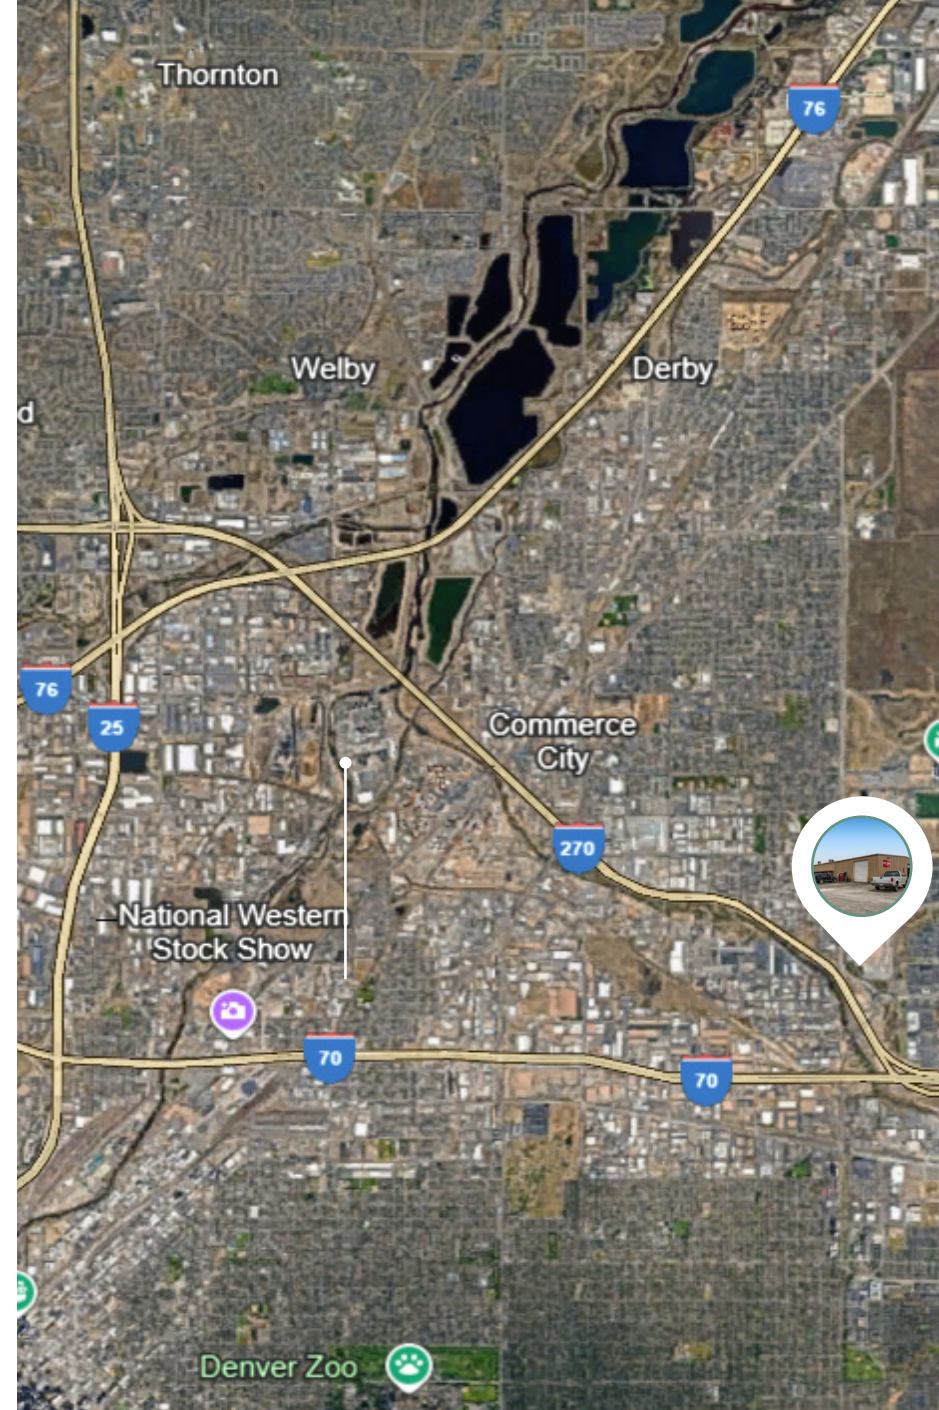 Thornton
76
Welby
Derby
d
76
25
Commerce
City
270
National Western
Stock Show
70
70
Denver Zoo